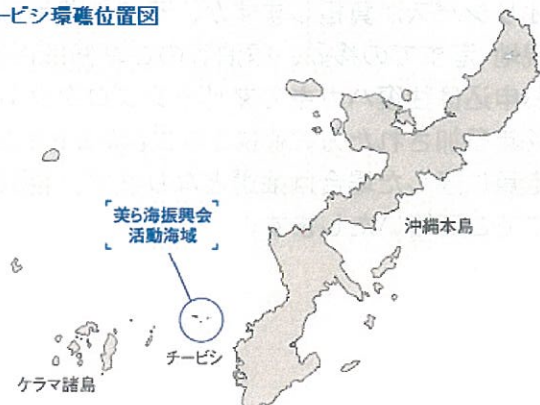 ービシ環礁位置図
美ら海振興会
活動海域
沖縄本島
チービシ
ケラマ諸島